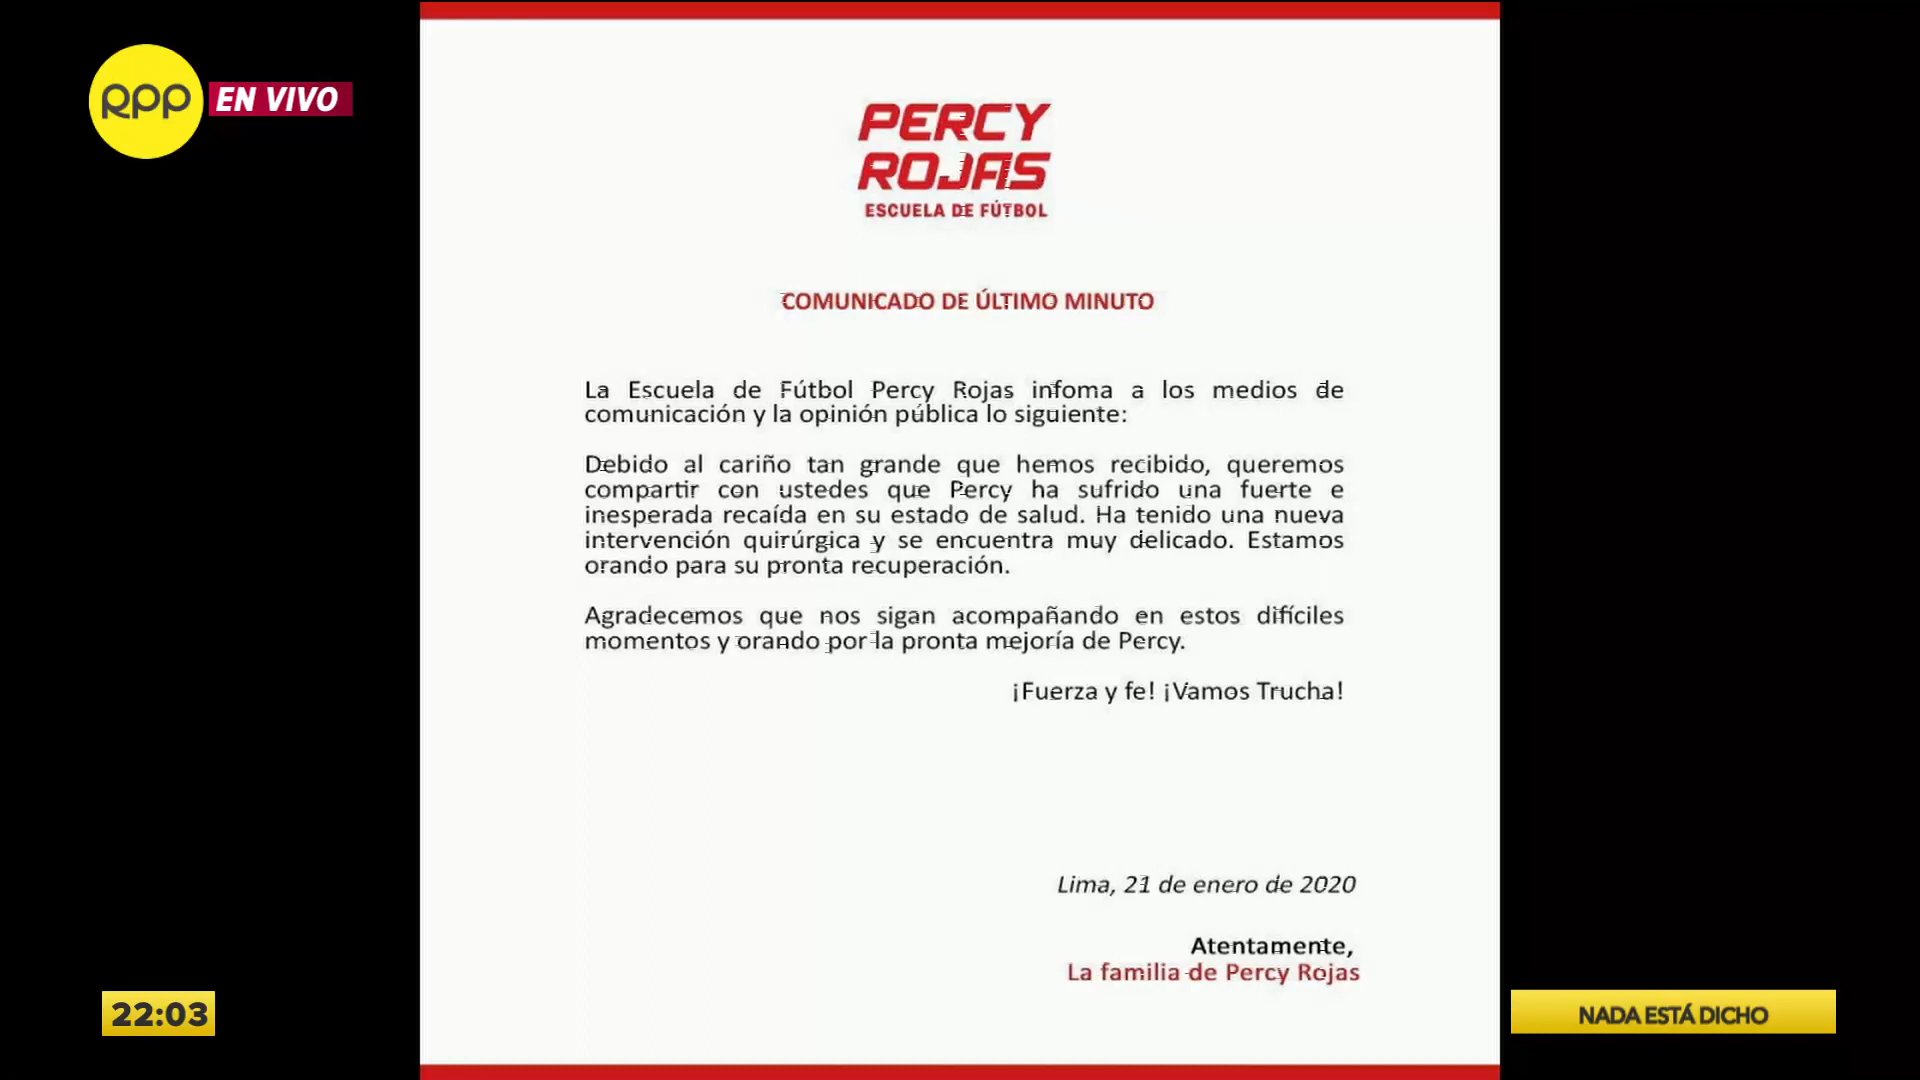 rpp EN VIVO
PERCY
ROJAS
ESCUELA DE FÚTBOL
COMUNICADO DE ÚLTIMO MINUTO
La Escuela de Fútbol Percy Rojas infoma a los medios de
comunicación y la opinión pública lo siguiente:
Debido al cariño tan grande que hemos recibido, queremos
compartir con ustedes que Percy ha sufrido una fuerte e
inesperada recaída en su estado de salud. Ha tenido una nueva
intervención quirúrgica y se encuentra muy delicado. Estamos
orando para su pronta recuperación.
Agradecemos que nos sigan acompañando en estos difíciles
momentos y orando por la pronta mejoría de Percy.
¡Fuerza y fe! ¡Vamos Trucha!
Lima, 21 de enero de 2020
Atentamente,
La familia de Percy Rojas
22:03
NADA ESTÁ DICHO